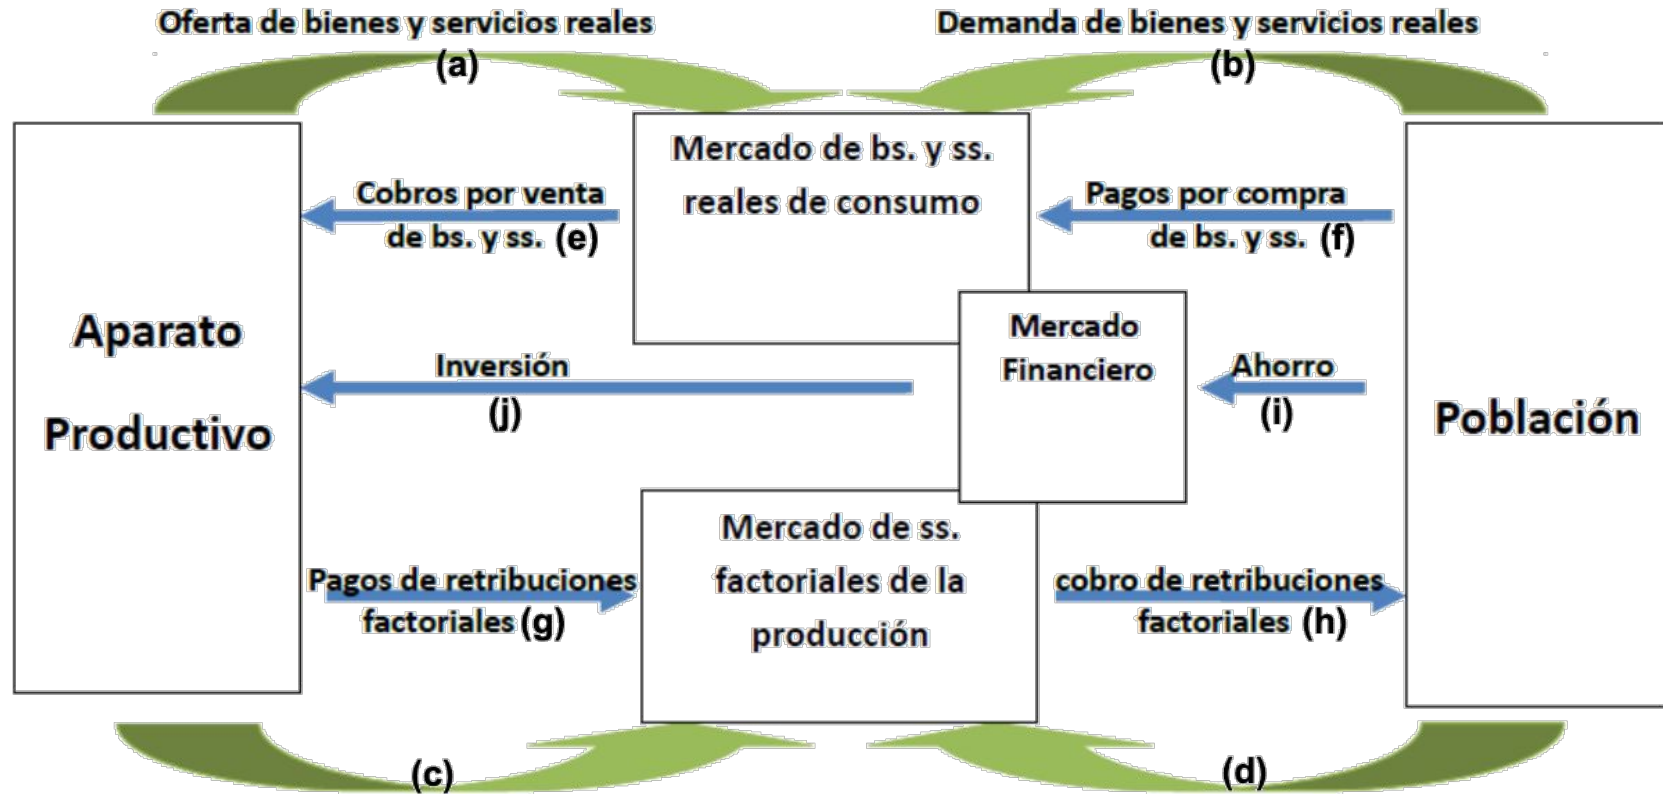 Oferta de bienes y servicios reales
(a)
Demanda de bienes y servicios reales
(b)
Mercado de bs. y ss.
reales de consumo
Cobros por venta
de bs. y ss. (e)
Pagos por compra
de bs. y ss. (f)
Aparato
Productivo
Mercado
Financiero
Inversión
(j)
Ahorro
(i)
Población
Mercado de ss.
factoriales de la
producción
Pagos de retribuciones
factoriales (g)
cobro de retribuciones
factoriales (h)
(c)
(d)